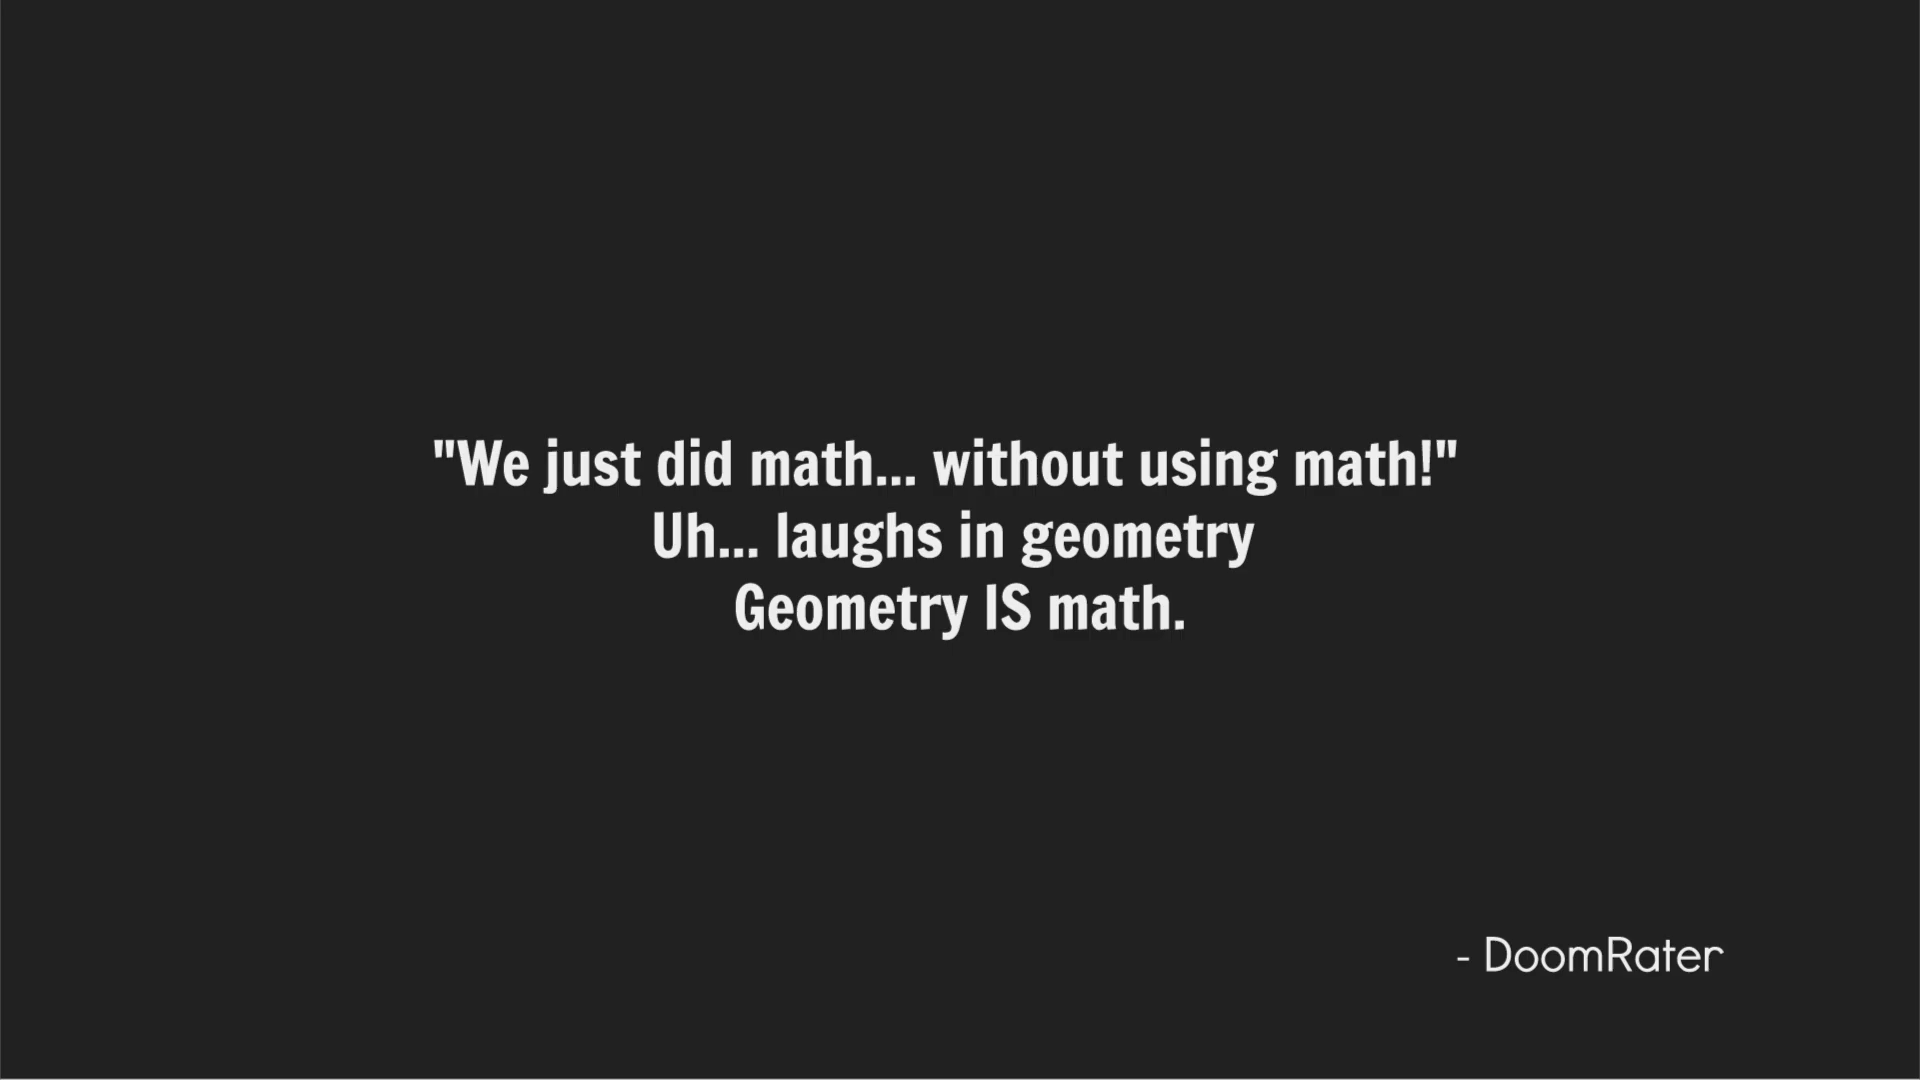 "We just did math... without using math!"
Uh... laughs in geometry
Geometry IS math.
- DoomRater